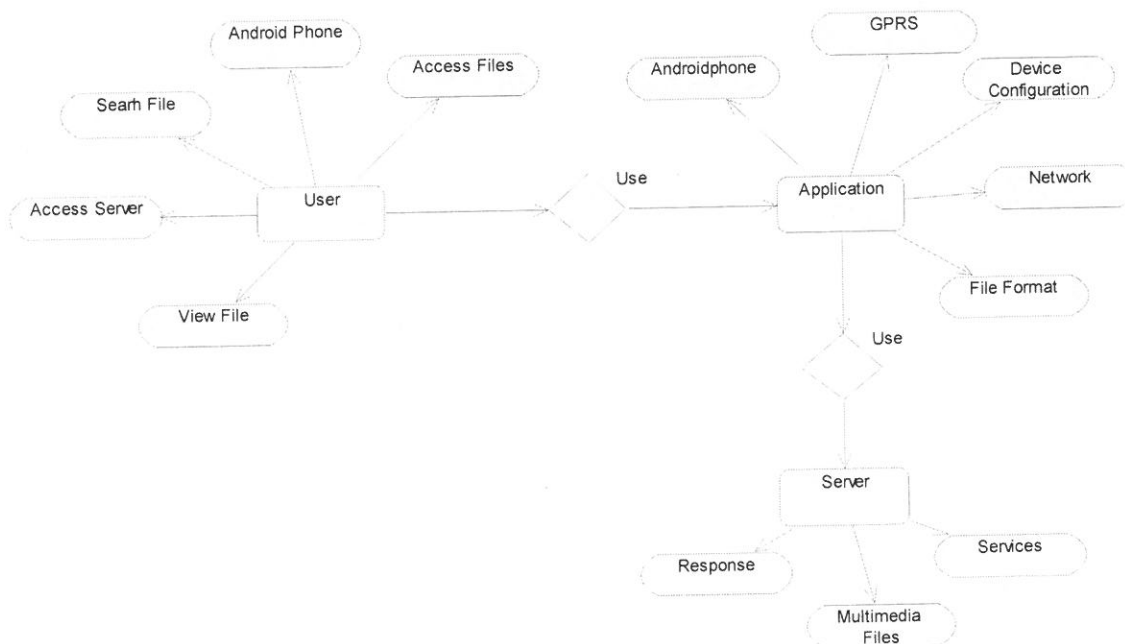 GPRS
Android Phone
Access Files
Androidphone
Device
Configuration
Searh File
Use
Application
Network
User
Access Server
File Format
View File
Use
Server
Services
Response
Multimedia
Files